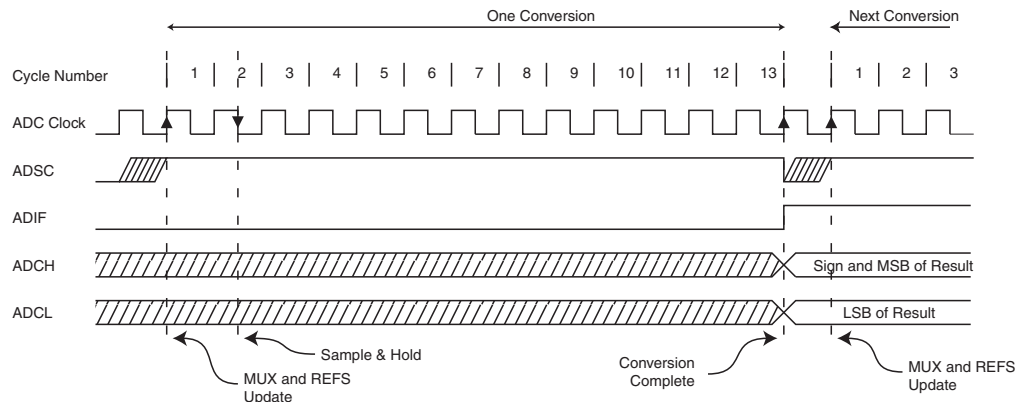 One Conversion
Next Conversion
Cycle Number 1 2 3 4 5 6 7 8 9 10 11 12 13 1 2 3
ADC Clock
ADSC
ADIF
ADCH
Sign and MSB of Result
ADCL
LSB of Result
Sample & Hold
MUX and REFS
Update
Conversion
Complete
MUX and REFS
Update